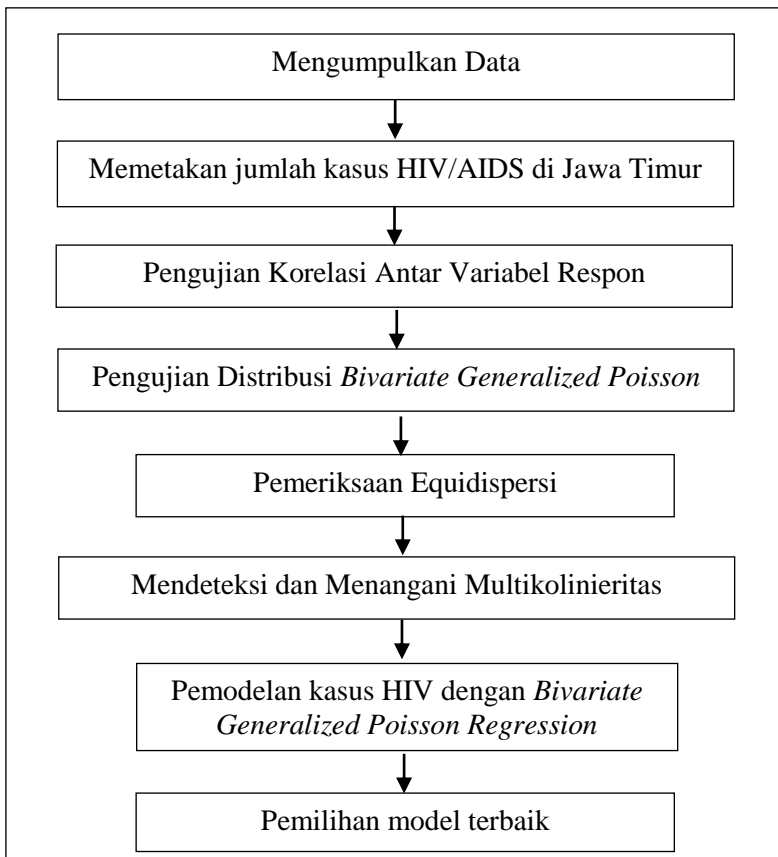 Mengumpulkan Data
Memetakan jumlah kasus HIV/AIDS di Jawa Timur
Pengujian Korelasi Antar Variabel Respon
Pengujian Distribusi Bivariate Generalized Poisson
Pemeriksaan Equidispersi
Mendeteksi dan Menangani Multikolinieritas
Pemodelan kasus HIV dengan Bivariate
Generalized Poisson Regression
Pemilihan model terbaik